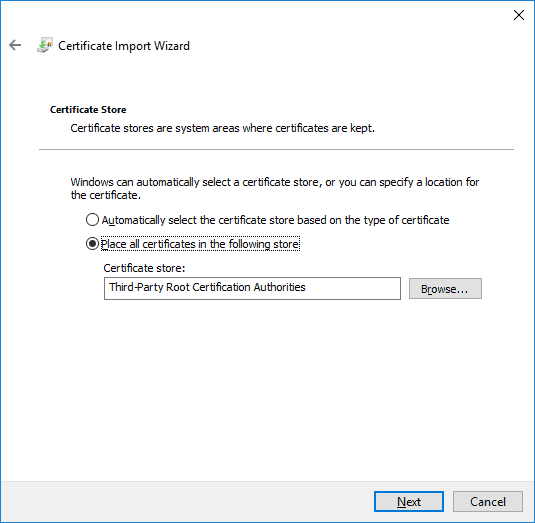 Certificate Import Wizard
Certificate Store
Certificate stores are system areas where certificates are kept.
Windows can automatically select a certificate store, or you can specify a location for
the certificate.
Automatically select the certificate store based on the type of certificate
Place all certificates in the following store
Certificate store:
Third-Party Root Certification Authorities
Browse...
Next
Cancel